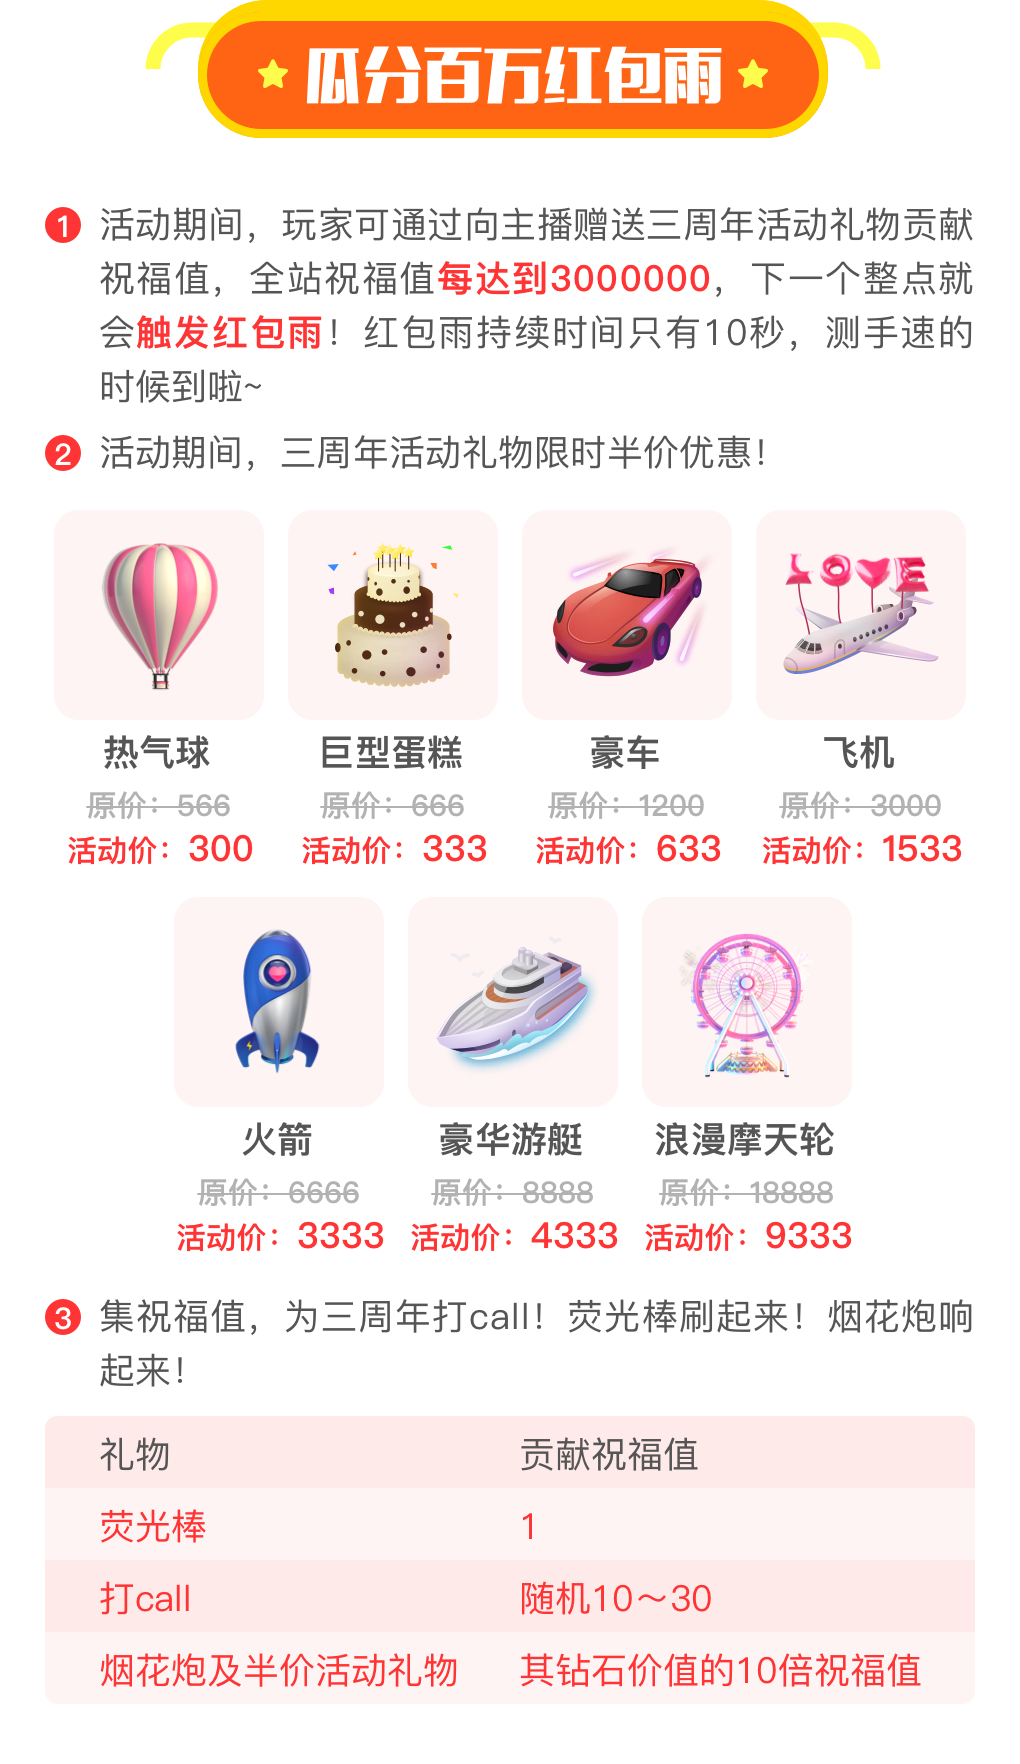 瓜分百万红包雨
1 活动期间，玩家可通过向主播赠送三周年活动礼物贡献
祝福值，全站祝福值每达到3000000，下一个整点就
会触发红包雨！红包雨持续时间只有10秒，测手速的
时候到啦~
2 活动期间，三周年活动礼物限时半价优惠！
LOVE
热气球 巨型蛋糕 豪车 飞机
原价：566 原价：666 原价：1200 原价：3000
活动价：300 活动价：333 活动价：633 活动价：1533
火箭 豪华游艇 浪漫摩天轮
原价：6666 原价：8888 原价：18888
活动价：3333 活动价：4333 活动价：9333
3 集祝福值，为三周年打call！荧光棒刷起来！烟花炮响
起来！
礼物 贡献祝福值
荧光棒 1
打call 随机10～30
烟花炮及半价活动礼物 其钻石价值的10倍祝福值